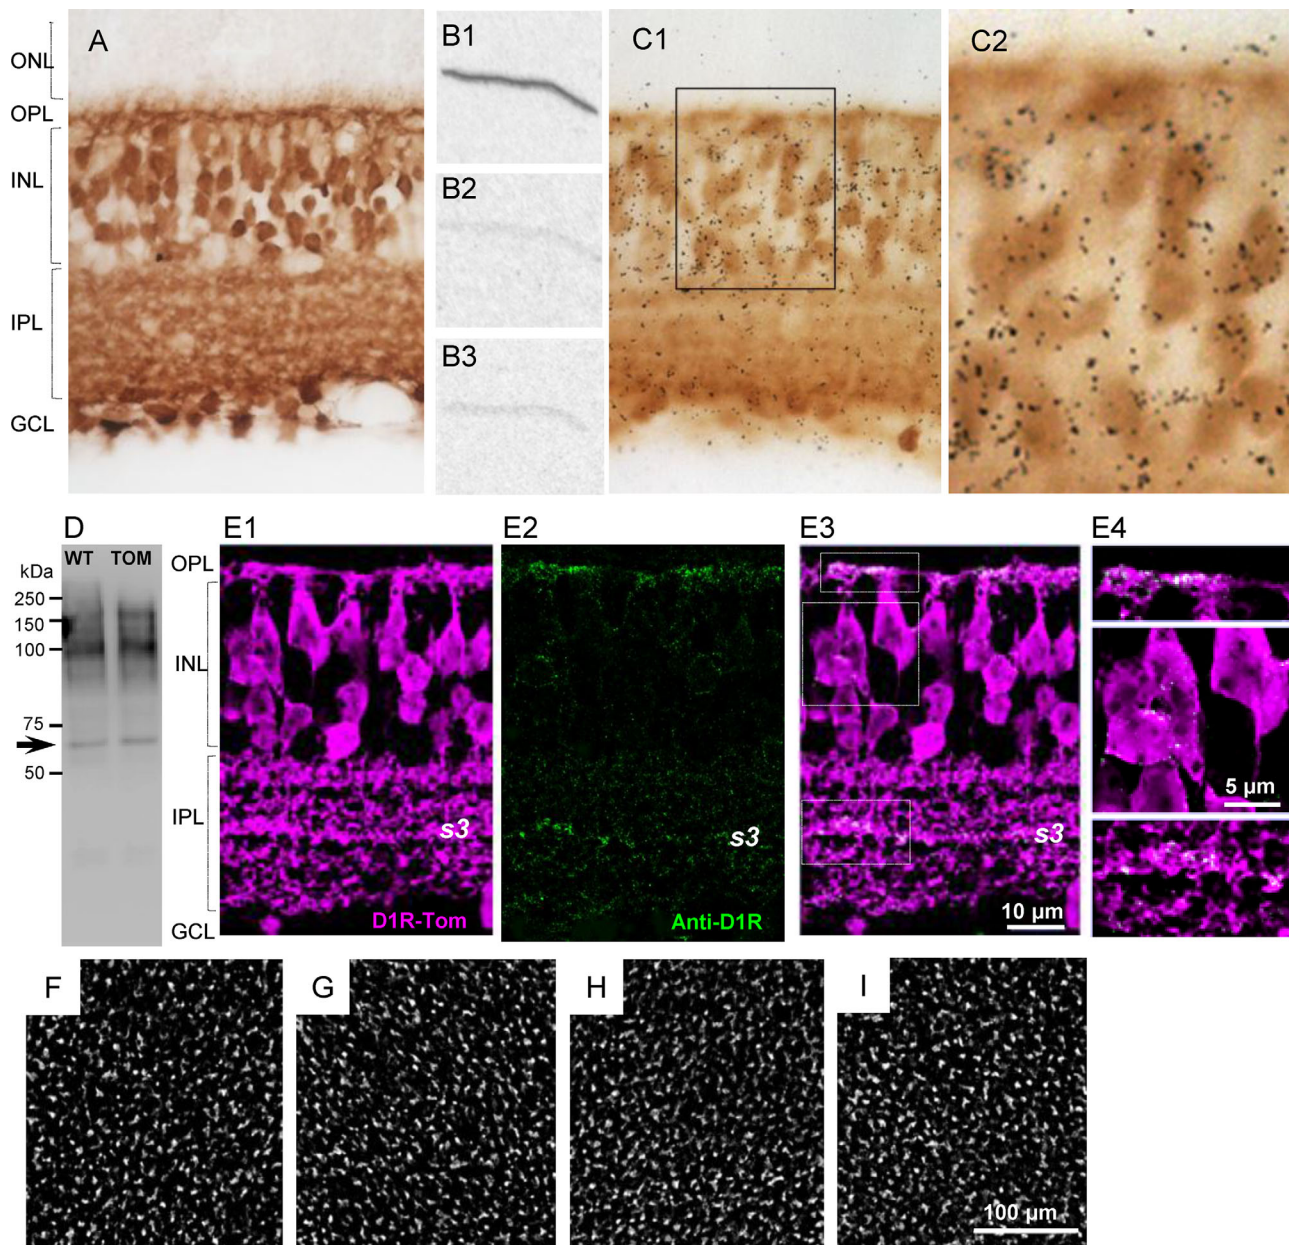 A
B1
C1
C2
ONL
OPL
INL
IPL
GCL
B2
B3
D
E1
E2
E3
E4
WT TOM
kDa
250
150
100
75
50
OPL
INL
IPL
GCL
s3
D1R-Tom
s3
Anti-D1R
s3
10 µm
5 µm
F
G
H
I
100 µm